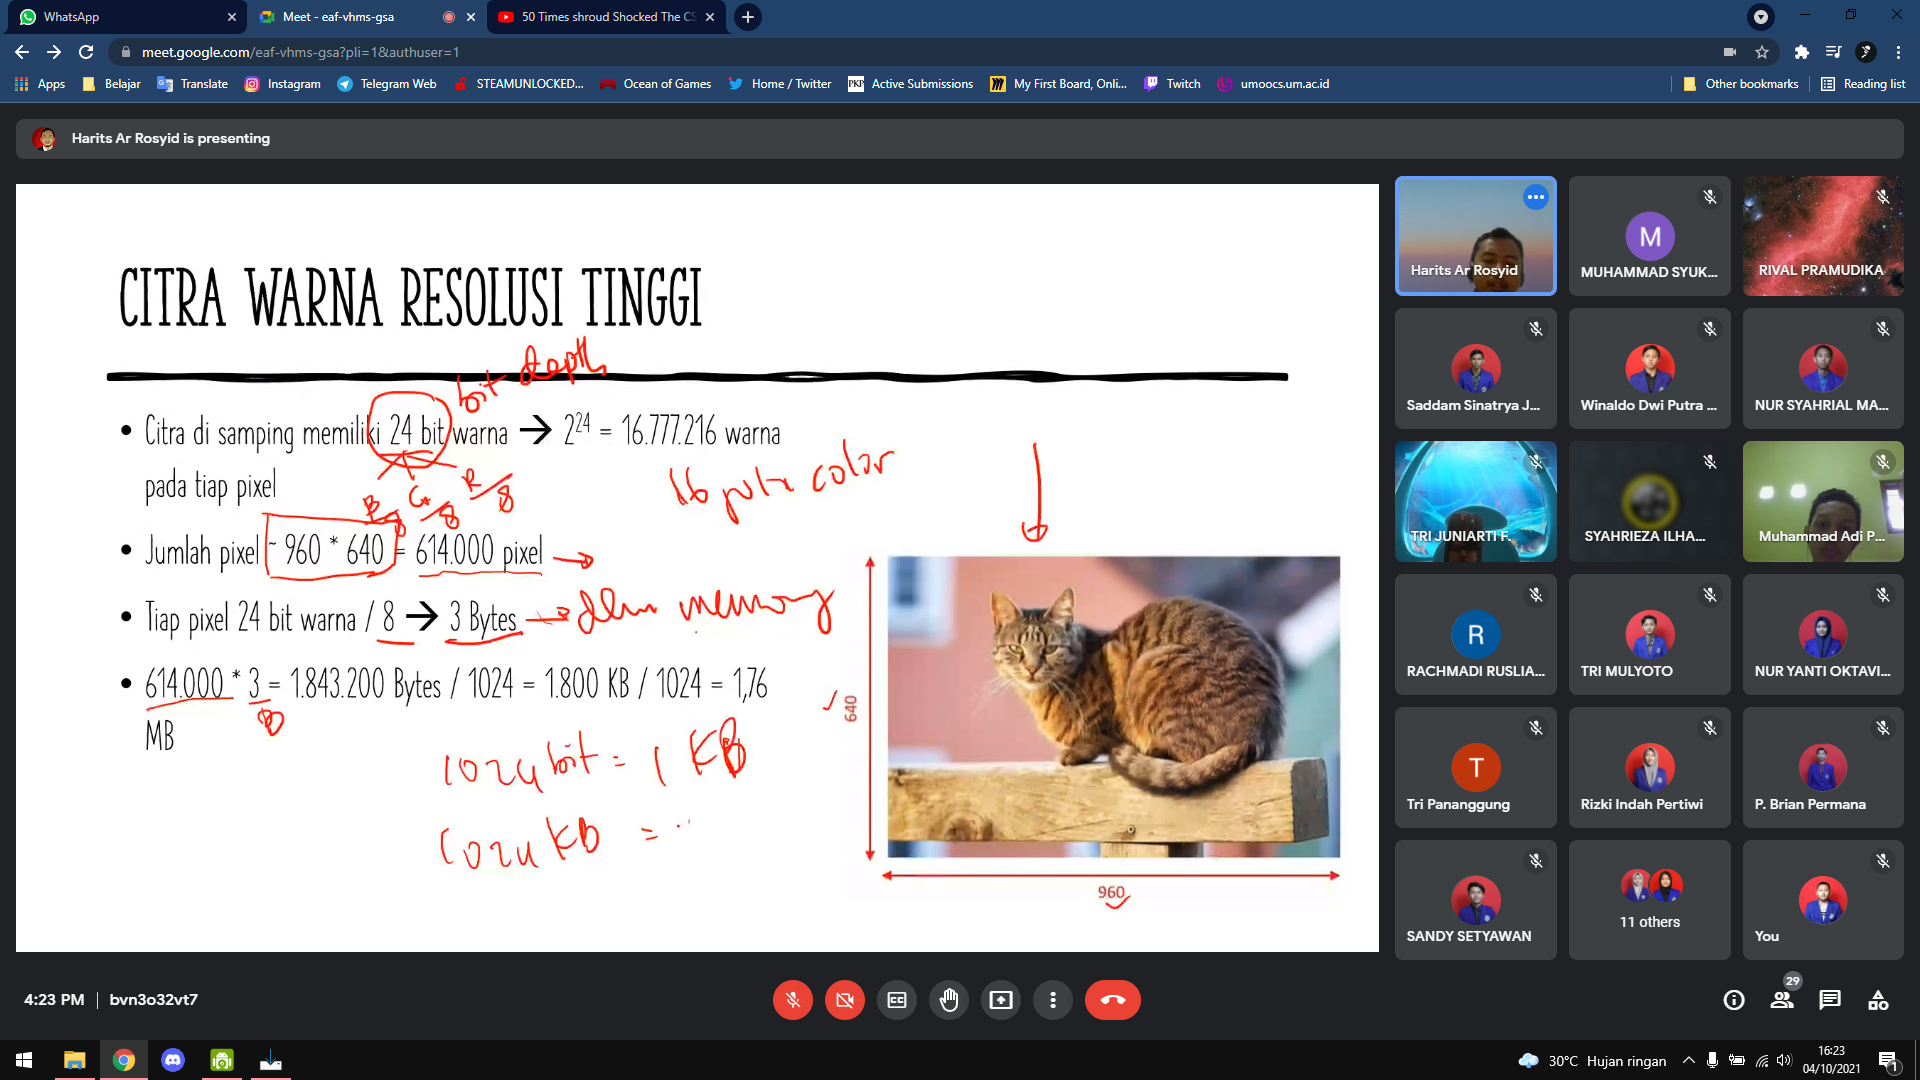 WhatsApp
Meet - eaf-vhms-gsa
50 Times shroud Shocked The CS
meet.google.com/eaf-vhms-gsa?pli=1&authuser=1
Apps
Belajar
Translate
Instagram
Telegram Web
STEAMUNLOCKED...
Ocean of Games
Home / Twitter
PKP
Active Submissions
My First Board, Onli...
Twitch
umoocs.um.ac.id
Other bookmarks
Reading list
Harits Ar Rosyid is presenting
CITRA WARNA RESOLUSI TINGGI
bit depth
• Citra di samping memiliki 24 bit warna → 2²⁴ = 16.777.216 warna
pada tiap pixel
B/8 G/8 R/8
16 juta color
• Jumlah pixel ~ 960 * 640 = 614.000 pixel
• Tiap pixel 24 bit warna / 8 → 3 Bytes
dlm memory
• 614.000 * 3 = 1.843.200 Bytes / 1024 = 1.800 KB / 1024 = 1,76
MB
B
1024 bit = 1 KB
1024 KB =
640
960
Harits Ar Rosyid
M
MUHAMMAD SYUK...
RIVAL PRAMUDIKA
Saddam Sinatrya J...
Winaldo Dwi Putra ...
NUR SYAHRIAL MA...
TRI JUNIARTI F.
SYAHRIEZA ILHA...
Muhammad Adi P...
R
RACHMADI RUSLIA...
TRI MULYOTO
NUR YANTI OKTAVI...
T
Tri Pananggung
Rizki Indah Pertiwi
P. Brian Permana
SANDY SETYAWAN
11 others
You
4:23 PM | bvn3o32vt7
CC
29
30°C Hujan ringan
16:23
04/10/2021
1